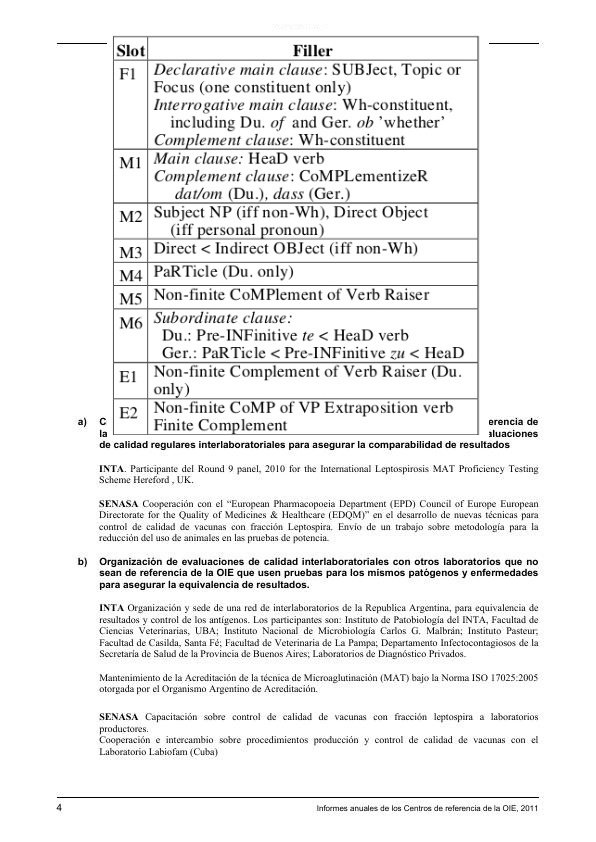 Slot Filler
F1 Declarative main clause: SUBJect, Topic or
Focus (one constituent only)
Interrogative main clause: Wh-constituent,
including Du. of and Ger. ob 'whether'
Complement clause: Wh-constituent
M1 Main clause: HeaD verb
Complement clause: CoMPLementizeR
dat/om (Du.), dass (Ger.)
M2 Subject NP (iff non-Wh), Direct Object
(iff personal pronoun)
M3 Direct < Indirect OBJect (iff non-Wh)
M4 PaRTicle (Du. only)
M5 Non-finite CoMPlement of Verb Raiser
M6 Subordinate clause:
Du.: Pre-INFinitive te < HeaD verb
Ger.: PaRTicle < Pre-INFinitive zu < HeaD
E1 Non-finite Complement of Verb Raiser (Du.
only)
E2 Non-finite CoMP of VP Extraposition verb
Finite Complement
a) C erencia de
la aluaciones
de calidad regulares interlaboratoriales para asegurar la comparabilidad de resultados
INTA. Participante del Round 9 panel, 2010 for the International Leptospirosis MAT Proficiency Testing
Scheme Hereford , UK.
SENASA Cooperación con el “European Pharmacopoeia Department (EPD) Council of Europe European
Directorate for the Quality of Medicines & Healthcare (EDQM)” en el desarrollo de nuevas técnicas para
control de calidad de vacunas con fracción Leptospira. Envío de un trabajo sobre metodología para la
reducción del uso de animales en las pruebas de potencia.
b) Organización de evaluaciones de calidad interlaboratoriales con otros laboratorios que no
sean de referencia de la OIE que usen pruebas para los mismos patógenos y enfermedades
para asegurar la equivalencia de resultados.
INTA Organización y sede de una red de interlaboratorios de la Republica Argentina, para equivalencia de
resultados y control de los antígenos. Los participantes son: Instituto de Patobiología del INTA, Facultad de
Ciencias Veterinarias, UBA; Instituto Nacional de Microbiología Carlos G. Malbrán; Instituto Pasteur;
Facultad de Casilda, Santa Fé; Facultad de Veterinaria de La Pampa; Departamento Infectocontagiosos de la
Secretaría de Salud de la Provincia de Buenos Aires; Laboratorios de Diagnóstico Privados.
Mantenimiento de la Acreditación de la técnica de Microaglutinación (MAT) bajo la Norma ISO 17025:2005
otorgada por el Organismo Argentino de Acreditación.
SENASA Capacitación sobre control de calidad de vacunas con fracción leptospira a laboratorios
productores.
Cooperación e intercambio sobre procedimientos producción y control de calidad de vacunas con el
Laboratorio Labiofam (Cuba)
4 Informes anuales de los Centros de referencia de la OIE, 2011